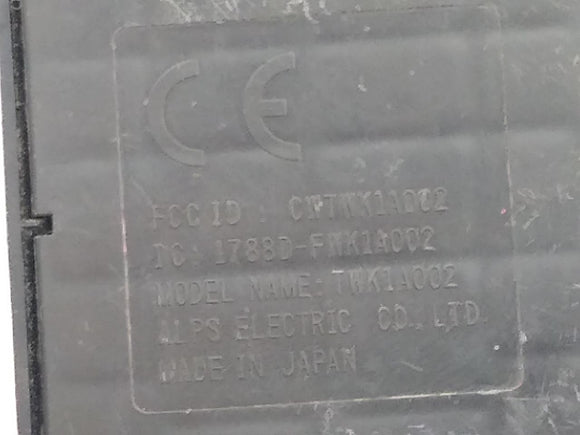 CE
FCC ID : CWTWK1A002
IC: 1788D-FWK1A002
MODEL NAME: TWK1A002
ALPS ELECTRIC CO., LTD
MADE IN JAPAN